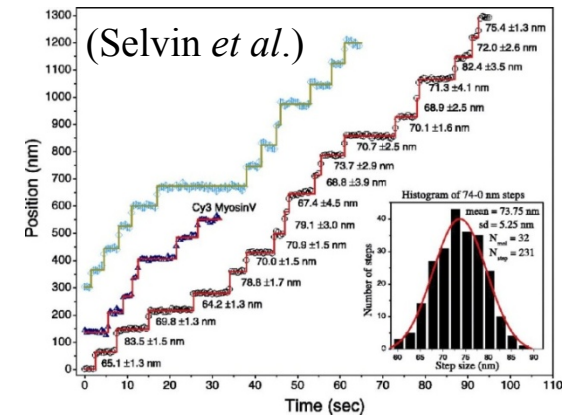 (Selvin et al.)
Position (nm)
1300
1200
1100
1000
900
800
700
600
500
400
300
200
100
0
75.4 ±1.3 nm
72.0 ±2.6 nm
82.4 ±3.5 nm
71.3 ±4.1 nm
68.9 ±2.5 nm
70.1 ±1.6 nm
70.7 ±2.5 nm
73.7 ±2.9 nm
68.8 ±3.9 nm
67.4 ±4.5 nm
79.1 ±3.0 nm
70.9 ±1.5 nm
70.0 ±1.5 nm
78.8 ±1.7 nm
64.2 ±1.3 nm
69.8 ±1.3 nm
83.5 ±1.5 nm
65.1 ±1.3 nm
Cy3 MyosinV
Histogram of 74-0 nm steps
mean = 73.75 nm
sd = 5.25 nm
N mol = 32
N step = 231
Number of steps
40
30
20
10
0
60 65 70 75 80 85 90
Step size (nm)
0 10 20 30 40 50 60 70 80 90 100 110
Time (sec)